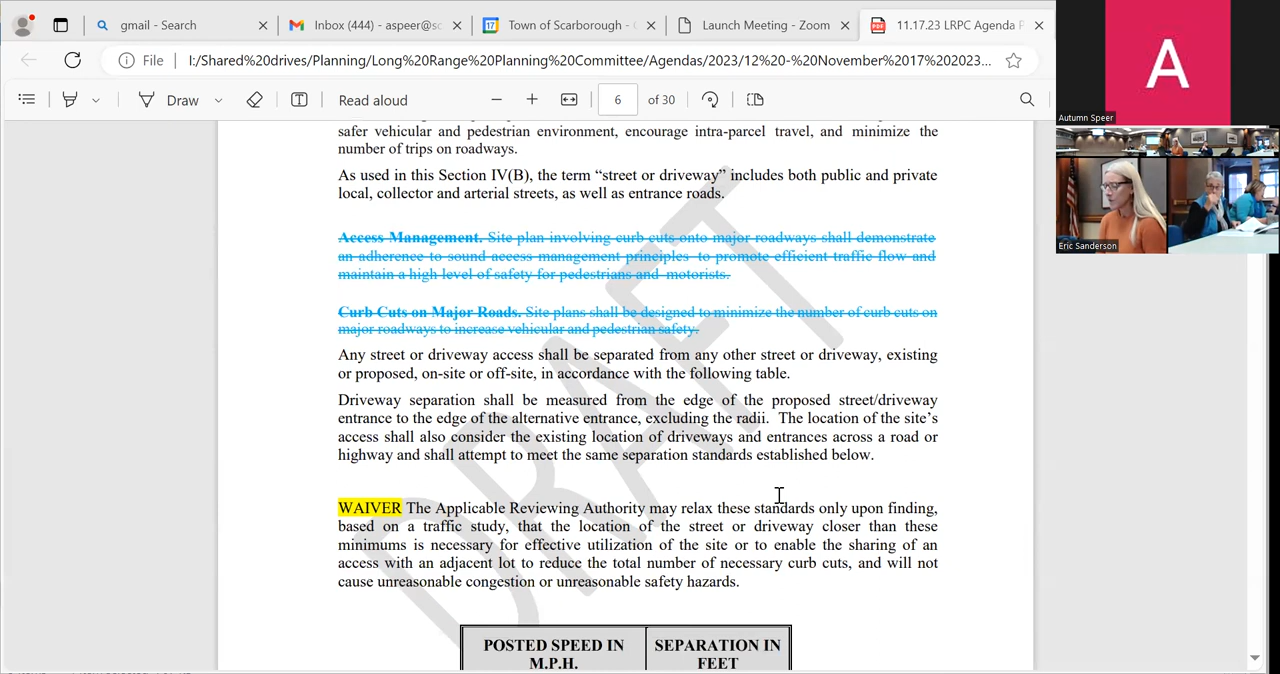 gmail - Search
Inbox (444) - aspeer@sc
17
Town of Scarborough -
Launch Meeting - Zoom
PDF
11.17.23 LRPC Agenda P
File
I:/Shared%20drives/Planning/Long%20Range%20Planning%20Committee/Agendas/2023/12%20-%20November%2017%202023...
Draw
Read aloud
6
of 30
A
Autumn Speer
Eric Sanderson
safer vehicular and pedestrian environment, encourage intra-parcel travel, and minimize the
number of trips on roadways.
As used in this Section IV(B), the term “street or driveway” includes both public and private
local, collector and arterial streets, as well as entrance roads.
Access Management. Site plan involving curb cuts onto major roadways shall demonstrate
an adherence to sound access management principles to promote efficient traffic flow and
maintain a high level of safety for pedestrians and motorists.
Curb Cuts on Major Roads. Site plans shall be designed to minimize the number of curb cuts on
major roadways to increase vehicular and pedestrian safety.
Any street or driveway access shall be separated from any other street or driveway, existing
or proposed, on-site or off-site, in accordance with the following table.
Driveway separation shall be measured from the edge of the proposed street/driveway
entrance to the edge of the alternative entrance, excluding the radii. The location of the site’s
access shall also consider the existing location of driveways and entrances across a road or
highway and shall attempt to meet the same separation standards established below.
WAIVER The Applicable Reviewing Authority may relax these standards only upon finding,
based on a traffic study, that the location of the street or driveway closer than these
minimums is necessary for effective utilization of the site or to enable the sharing of an
access with an adjacent lot to reduce the total number of necessary curb cuts, and will not
cause unreasonable congestion or unreasonable safety hazards.
POSTED SPEED IN
M.P.H.
SEPARATION IN
FEET
DRAFT